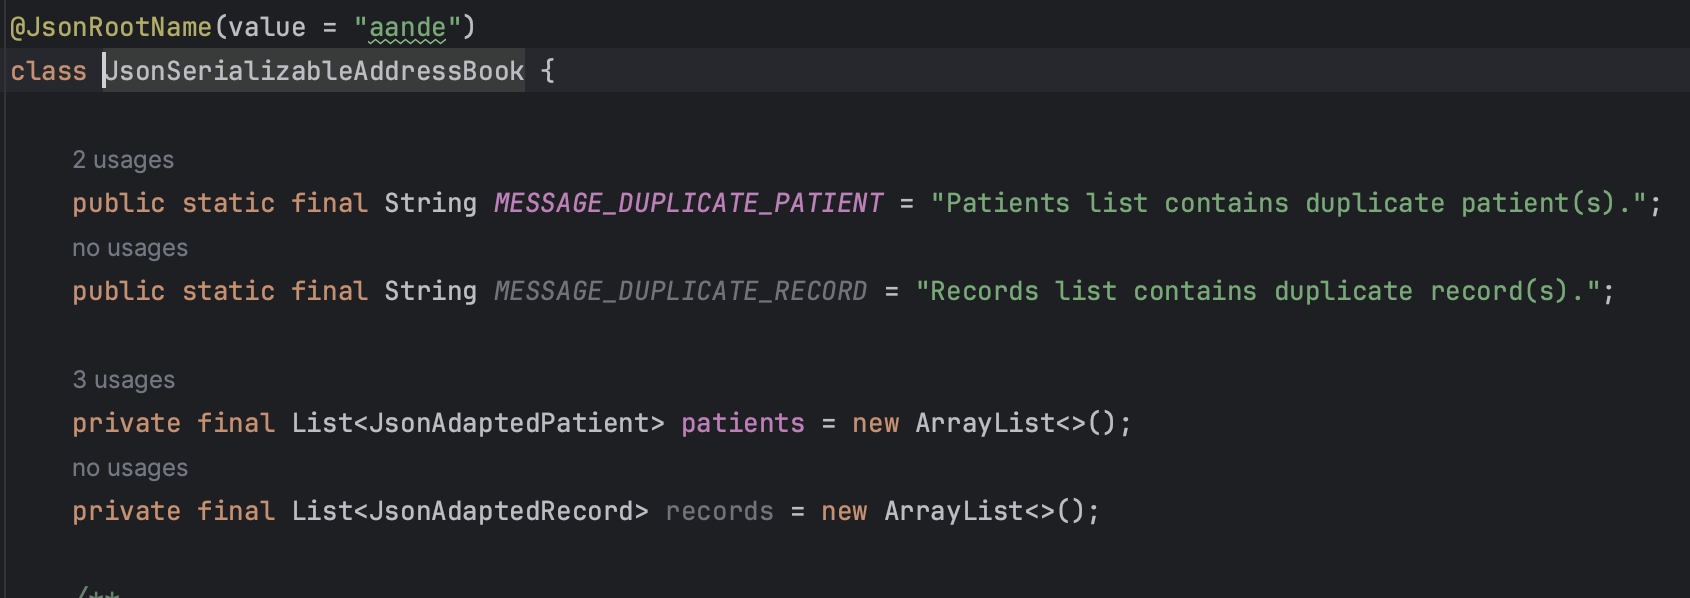 @JsonRootName(value = "aande")
class JsonSerializableAddressBook {
2 usages
public static final String MESSAGE_DUPLICATE_PATIENT = "Patients list contains duplicate patient(s).";
no usages
public static final String MESSAGE_DUPLICATE_RECORD = "Records list contains duplicate record(s).";
3 usages
private final List<JsonAdaptedPatient> patients = new ArrayList<>();
no usages
private final List<JsonAdaptedRecord> records = new ArrayList<>();
/**